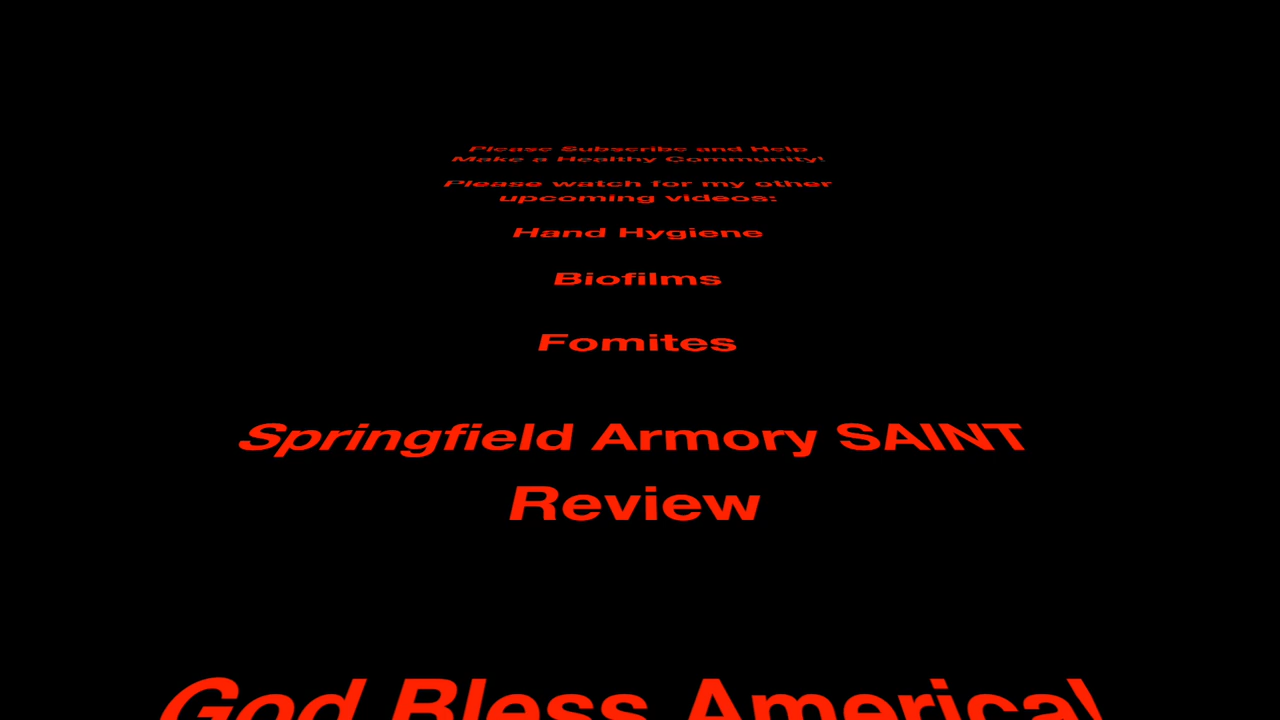 Please Subscribe and Help
Make a Healthy Community!
Please watch for my other
upcoming videos:
Hand Hygiene
Biofilms
Fomites
Springfield Armory SAINT
Review
God Bless America!